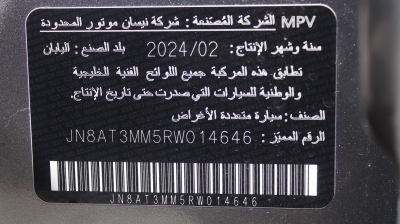 MPV الشركة المصنعة: شركة نيسان موتور المحدودة
سنة وشهر الإنتاج: 2024/02 بلد الصنع: اليابان
تطابق هذه المركبة جميع اللوائح الفنية الخليجية
والوطنية للسيارات التي صدرت حتى تاريخ الإنتاج.
الصنف: سيارة متعددة الأغراض
الرقم المميز: JN8AT3MM5RW014646
JN8AT3MM5RW014646